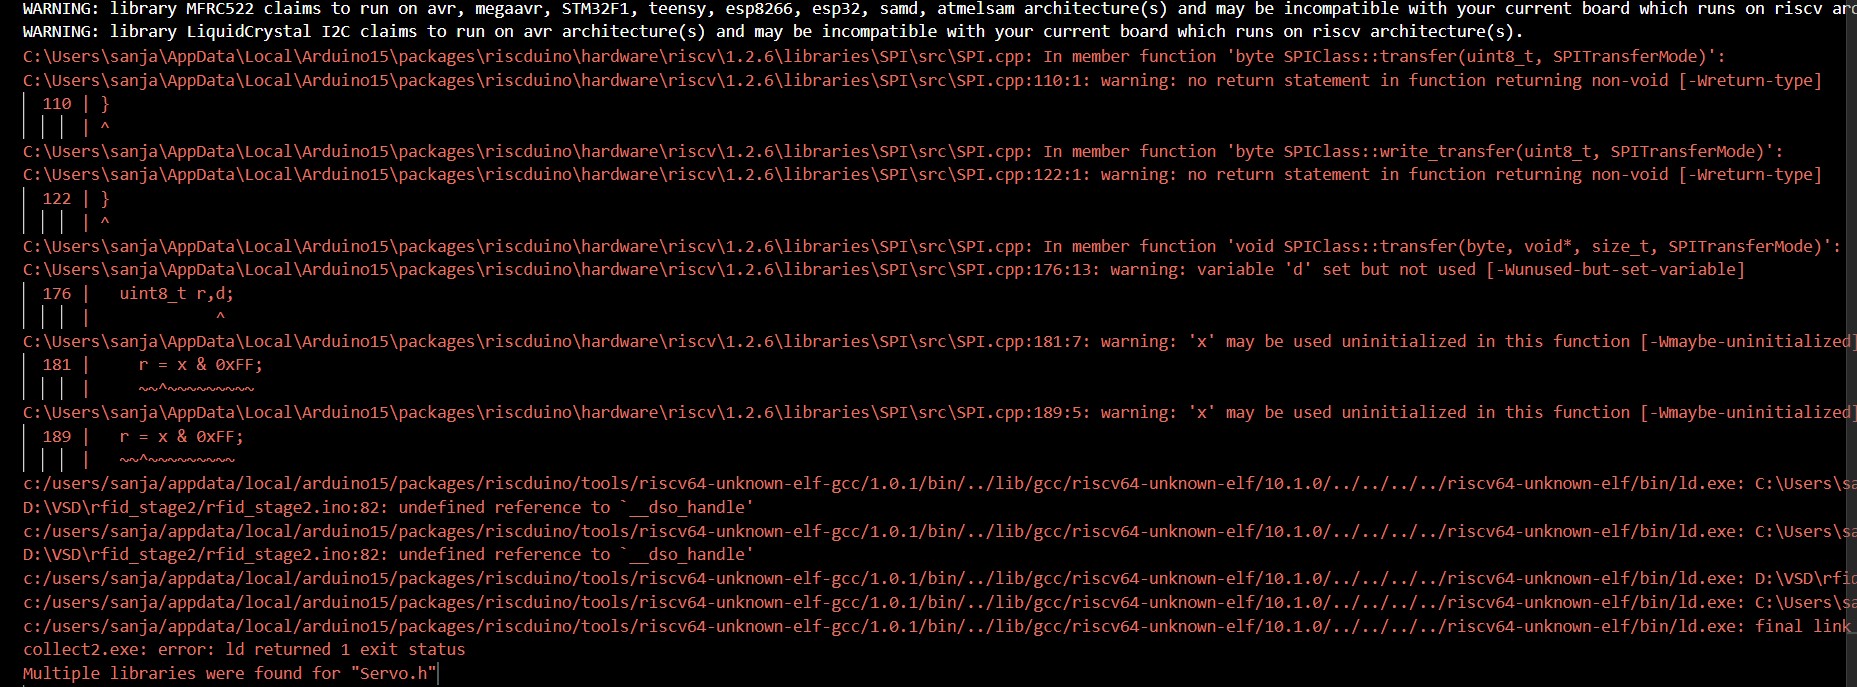 WARNING: library MFRC522 claims to run on avr, megaavr, STM32F1, teensy, esp8266, esp32, samd, atmelsam architecture(s) and may be incompatible with your current board which runs on riscv arc
WARNING: library LiquidCrystal I2C claims to run on avr architecture(s) and may be incompatible with your current board which runs on riscv architecture(s).
C:\Users\sanja\AppData\Local\Arduino15\packages\riscduino\hardware\riscv\1.2.6\libraries\SPI\src\SPI.cpp: In member function 'byte SPIClass::transfer(uint8_t, SPITransferMode)':
C:\Users\sanja\AppData\Local\Arduino15\packages\riscduino\hardware\riscv\1.2.6\libraries\SPI\src\SPI.cpp:110:1: warning: no return statement in function returning non-void [-Wreturn-type]
110 | }
| ^
C:\Users\sanja\AppData\Local\Arduino15\packages\riscduino\hardware\riscv\1.2.6\libraries\SPI\src\SPI.cpp: In member function 'byte SPIClass::write_transfer(uint8_t, SPITransferMode)':
C:\Users\sanja\AppData\Local\Arduino15\packages\riscduino\hardware\riscv\1.2.6\libraries\SPI\src\SPI.cpp:122:1: warning: no return statement in function returning non-void [-Wreturn-type]
122 | }
| ^
C:\Users\sanja\AppData\Local\Arduino15\packages\riscduino\hardware\riscv\1.2.6\libraries\SPI\src\SPI.cpp: In member function 'void SPIClass::transfer(byte, void*, size_t, SPITransferMode)':
C:\Users\sanja\AppData\Local\Arduino15\packages\riscduino\hardware\riscv\1.2.6\libraries\SPI\src\SPI.cpp:176:13: warning: variable 'd' set but not used [-Wunused-but-set-variable]
176 |   uint8_t r,d;
|             ^
C:\Users\sanja\AppData\Local\Arduino15\packages\riscduino\hardware\riscv\1.2.6\libraries\SPI\src\SPI.cpp:181:7: warning: 'x' may be used uninitialized in this function [-Wmaybe-uninitialized]
181 |     r = x & 0xFF;
|     ~~^~~~~~~~~~
C:\Users\sanja\AppData\Local\Arduino15\packages\riscduino\hardware\riscv\1.2.6\libraries\SPI\src\SPI.cpp:189:5: warning: 'x' may be used uninitialized in this function [-Wmaybe-uninitialized]
189 |   r = x & 0xFF;
|   ~~^~~~~~~~~~
c:/users/sanja/appdata/local/arduino15/packages/riscduino/tools/riscv64-unknown-elf-gcc/1.0.1/bin/../lib/gcc/riscv64-unknown-elf/10.1.0/../../../../riscv64-unknown-elf/bin/ld.exe: C:\Users\sa
D:\VSD\rfid_stage2/rfid_stage2.ino:82: undefined reference to `__dso_handle'
c:/users/sanja/appdata/local/arduino15/packages/riscduino/tools/riscv64-unknown-elf-gcc/1.0.1/bin/../lib/gcc/riscv64-unknown-elf/10.1.0/../../../../riscv64-unknown-elf/bin/ld.exe: C:\Users\sa
D:\VSD\rfid_stage2/rfid_stage2.ino:82: undefined reference to `__dso_handle'
c:/users/sanja/appdata/local/arduino15/packages/riscduino/tools/riscv64-unknown-elf-gcc/1.0.1/bin/../lib/gcc/riscv64-unknown-elf/10.1.0/../../../../riscv64-unknown-elf/bin/ld.exe: D:\VSD\rfid
c:/users/sanja/appdata/local/arduino15/packages/riscduino/tools/riscv64-unknown-elf-gcc/1.0.1/bin/../lib/gcc/riscv64-unknown-elf/10.1.0/../../../../riscv64-unknown-elf/bin/ld.exe: C:\Users\sa
c:/users/sanja/appdata/local/arduino15/packages/riscduino/tools/riscv64-unknown-elf-gcc/1.0.1/bin/../lib/gcc/riscv64-unknown-elf/10.1.0/../../../../riscv64-unknown-elf/bin/ld.exe: final link
collect2.exe: error: ld returned 1 exit status
Multiple libraries were found for "Servo.h"